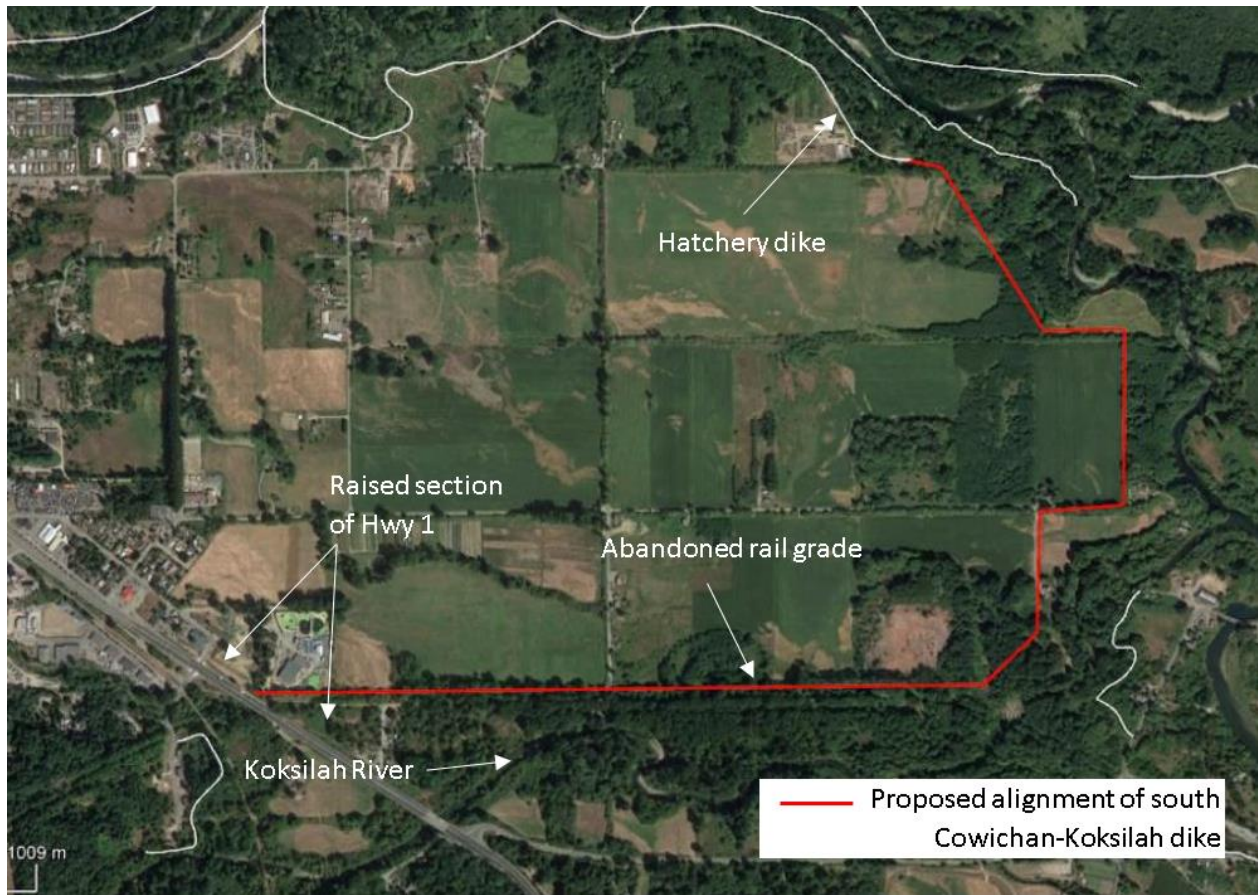 Hatchery dike
Raised section
of Hwy 1
Abandoned rail grade
Koksilah River
Proposed alignment of south
Cowichan-Koksilah dike
1009 m